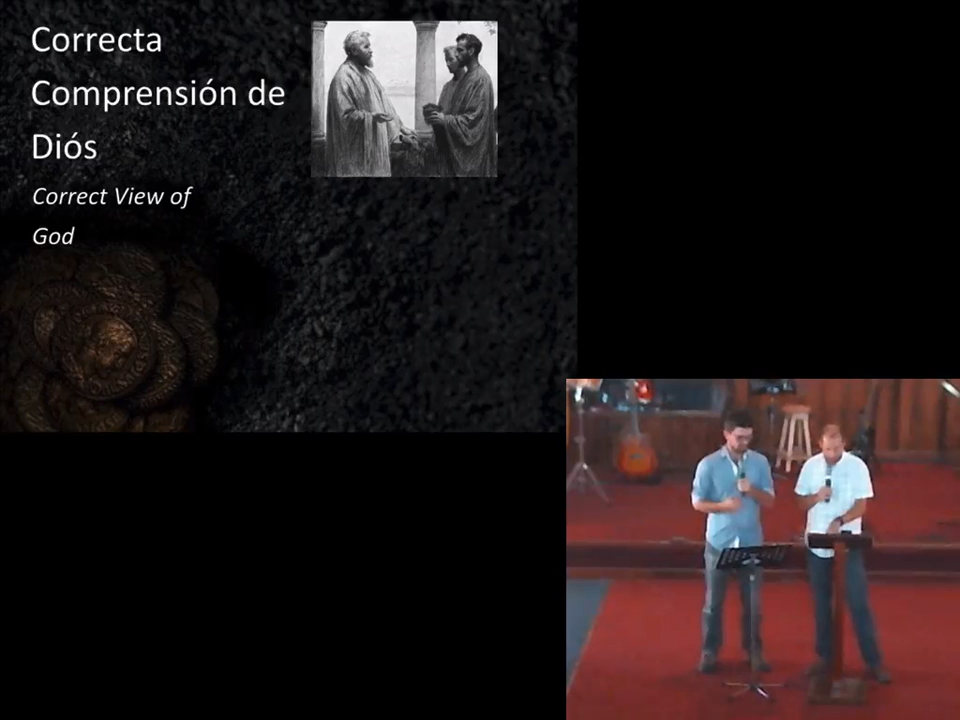 Correcta
Comprensión de
Diós
Correct View of
God